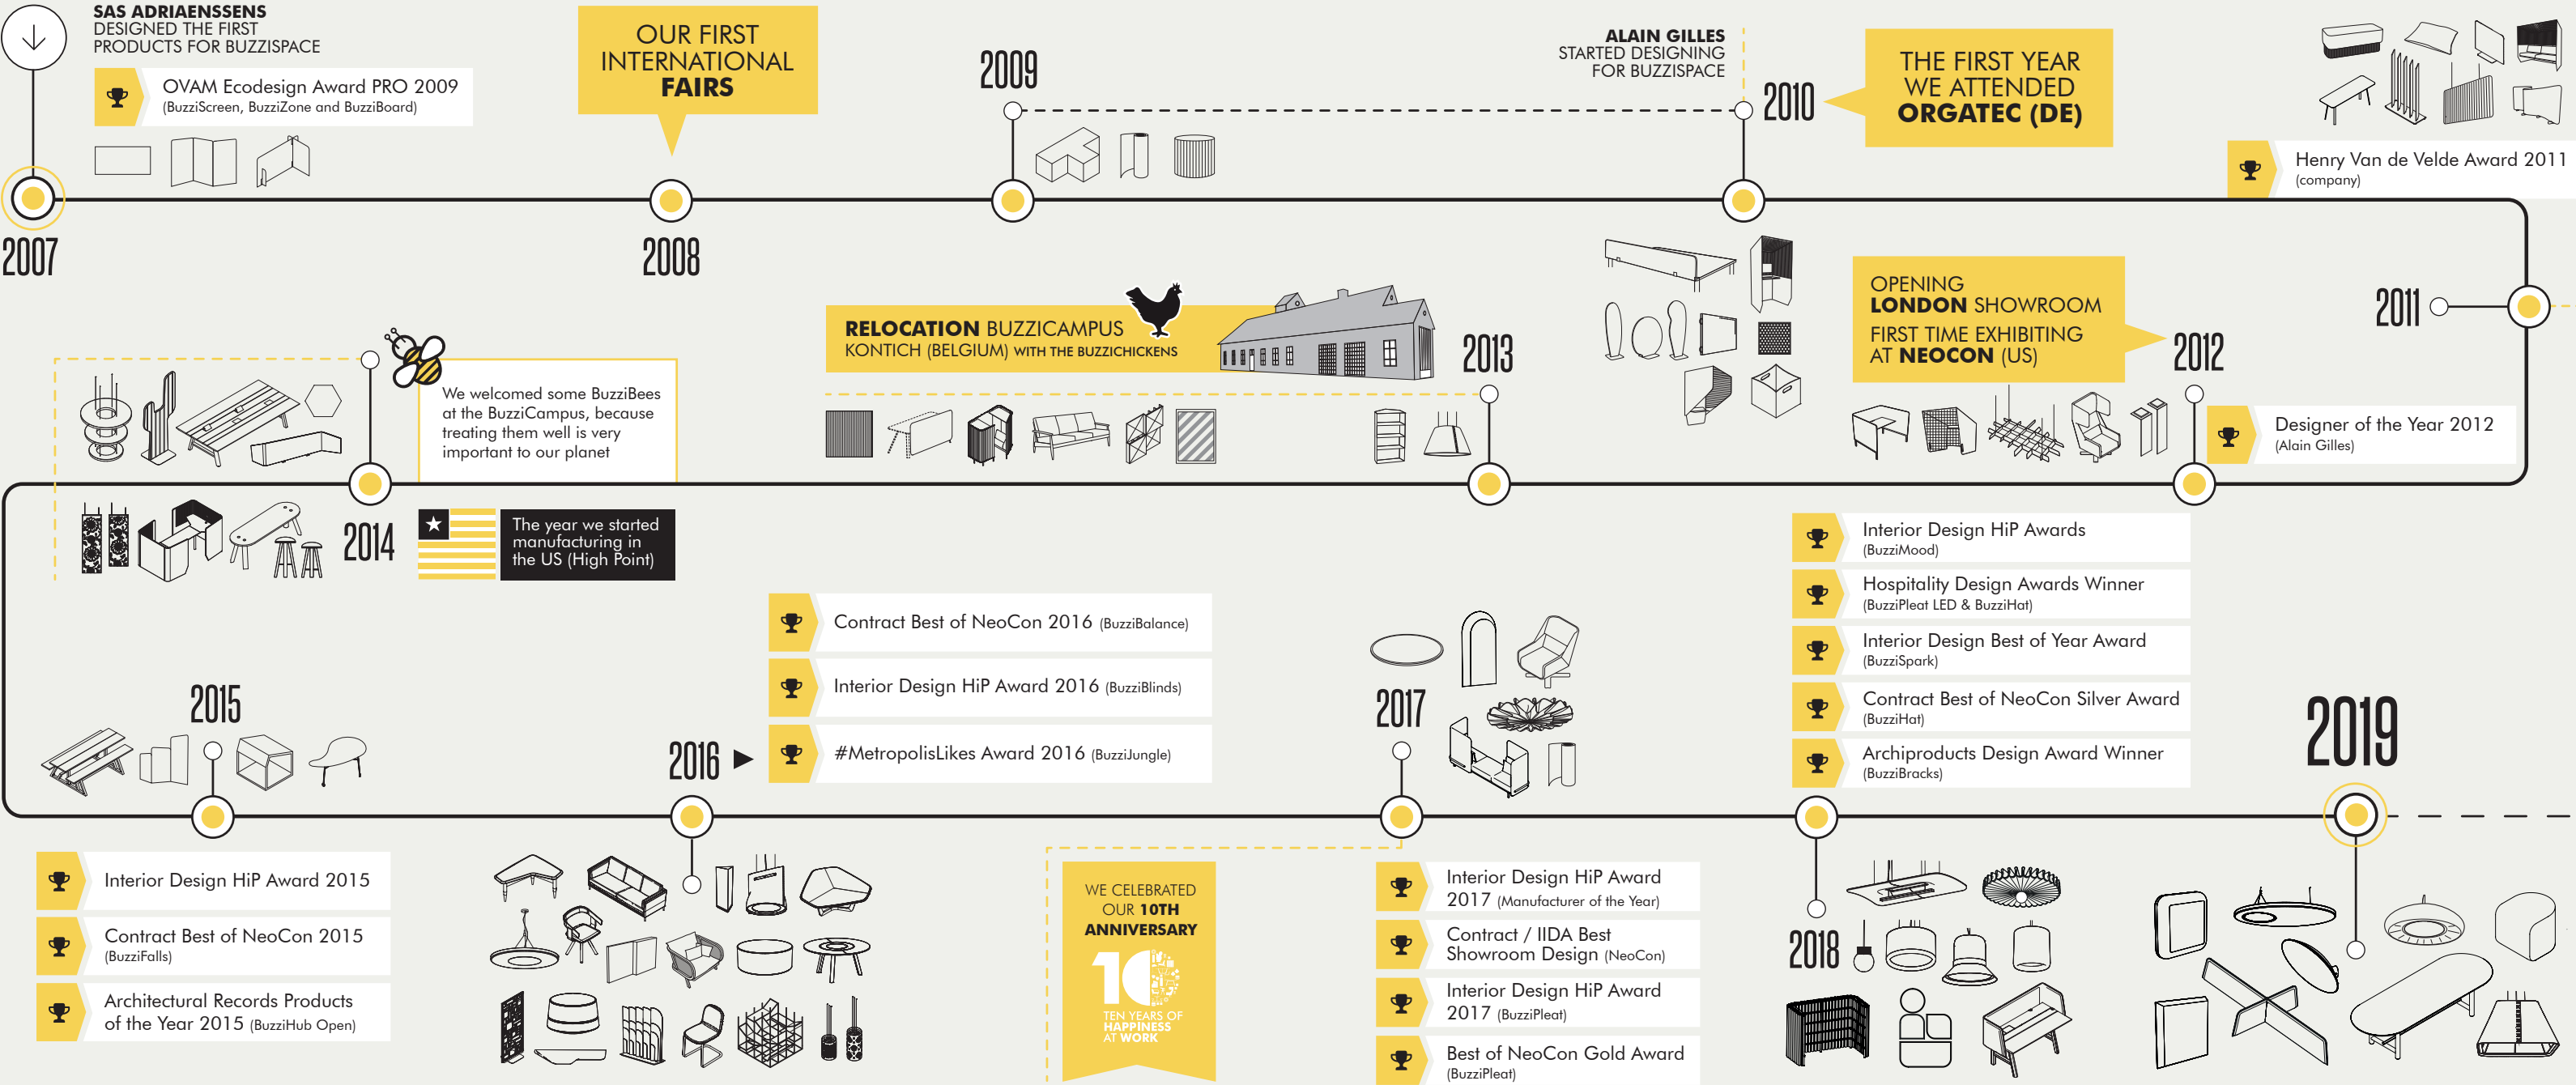 SAS ADRIAENSSENS
DESIGNED THE FIRST
PRODUCTS FOR BUZZISPACE
OVAM Ecodesign Award PRO 2009
(BuzziScreen, BuzziZone and BuzziBoard)
2007
OUR FIRST
INTERNATIONAL
FAIRS
2008
2009
ALAIN GILLES
STARTED DESIGNING
FOR BUZZISPACE
2010
THE FIRST YEAR
WE ATTENDED
ORGATEC (DE)
Henry Van de Velde Award 2011
(company)
2011
OPENING
LONDON SHOWROOM
FIRST TIME EXHIBITING
AT NEOCON (US)
2012
Designer of the Year 2012
(Alain Gilles)
RELOCATION BUZZICAMPUS
KONTICH (BELGIUM) WITH THE BUZZICHICKENS
2013
We welcomed some BuzziBees
at the BuzziCampus, because
treating them well is very
important to our planet
2014
The year we started
manufacturing in
the US (High Point)
2015
Interior Design HiP Award 2015
Contract Best of NeoCon 2015
(BuzziFalls)
Architectural Records Products
of the Year 2015 (BuzziHub Open)
2016
Contract Best of NeoCon 2016 (BuzziBalance)
Interior Design HiP Award 2016 (BuzziBlinds)
#MetropolisLikes Award 2016 (BuzziJungle)
2017
WE CELEBRATED
OUR 10TH
ANNIVERSARY
10
TEN YEARS OF
HAPPINESS
AT WORK
Interior Design HiP Award
2017 (Manufacturer of the Year)
Contract / IIDA Best
Showroom Design (NeoCon)
Interior Design HiP Award
2017 (BuzziPleat)
Best of NeoCon Gold Award
(BuzziPleat)
Interior Design HiP Awards
(BuzziMood)
Hospitality Design Awards Winner
(BuzziPleat LED & BuzziHat)
Interior Design Best of Year Award
(BuzziSpark)
Contract Best of NeoCon Silver Award
(BuzziHat)
Archiproducts Design Award Winner
(BuzziBracks)
2018
2019